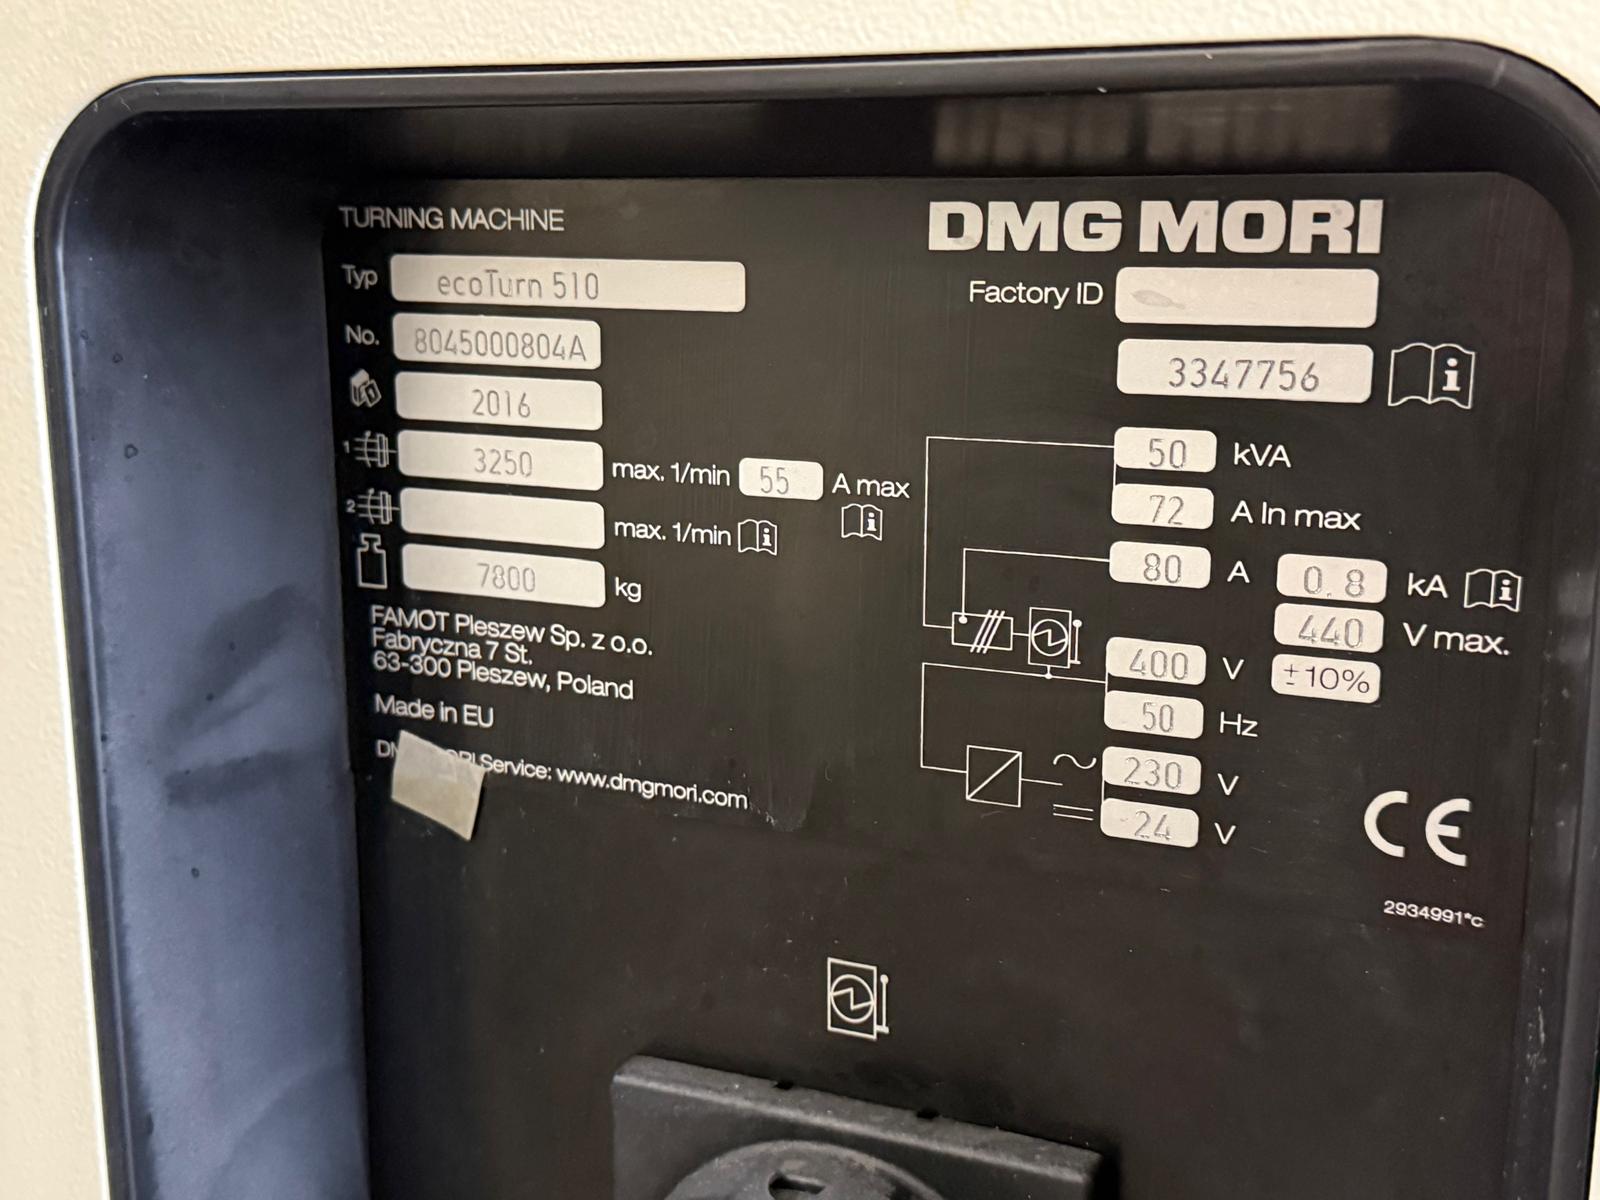 TURNING MACHINE
Typ ecoTurn 510
No. 8045000804A
2016
1 3250 max. 1/min 55 A max
2 max. 1/min
7800 kg
FAMOT Pleszew Sp. z o.o.
Fabryczna 7 St.
63-300 Pleszew, Poland
Made in EU
Service: www.dmgmori.com
DMG MORI
Factory ID
3347756
50 kVA
72 A In max
80 A 0.8 kA
440 V max.
400 V ±10%
50 Hz
230 V
24 V
CE
2934991*c